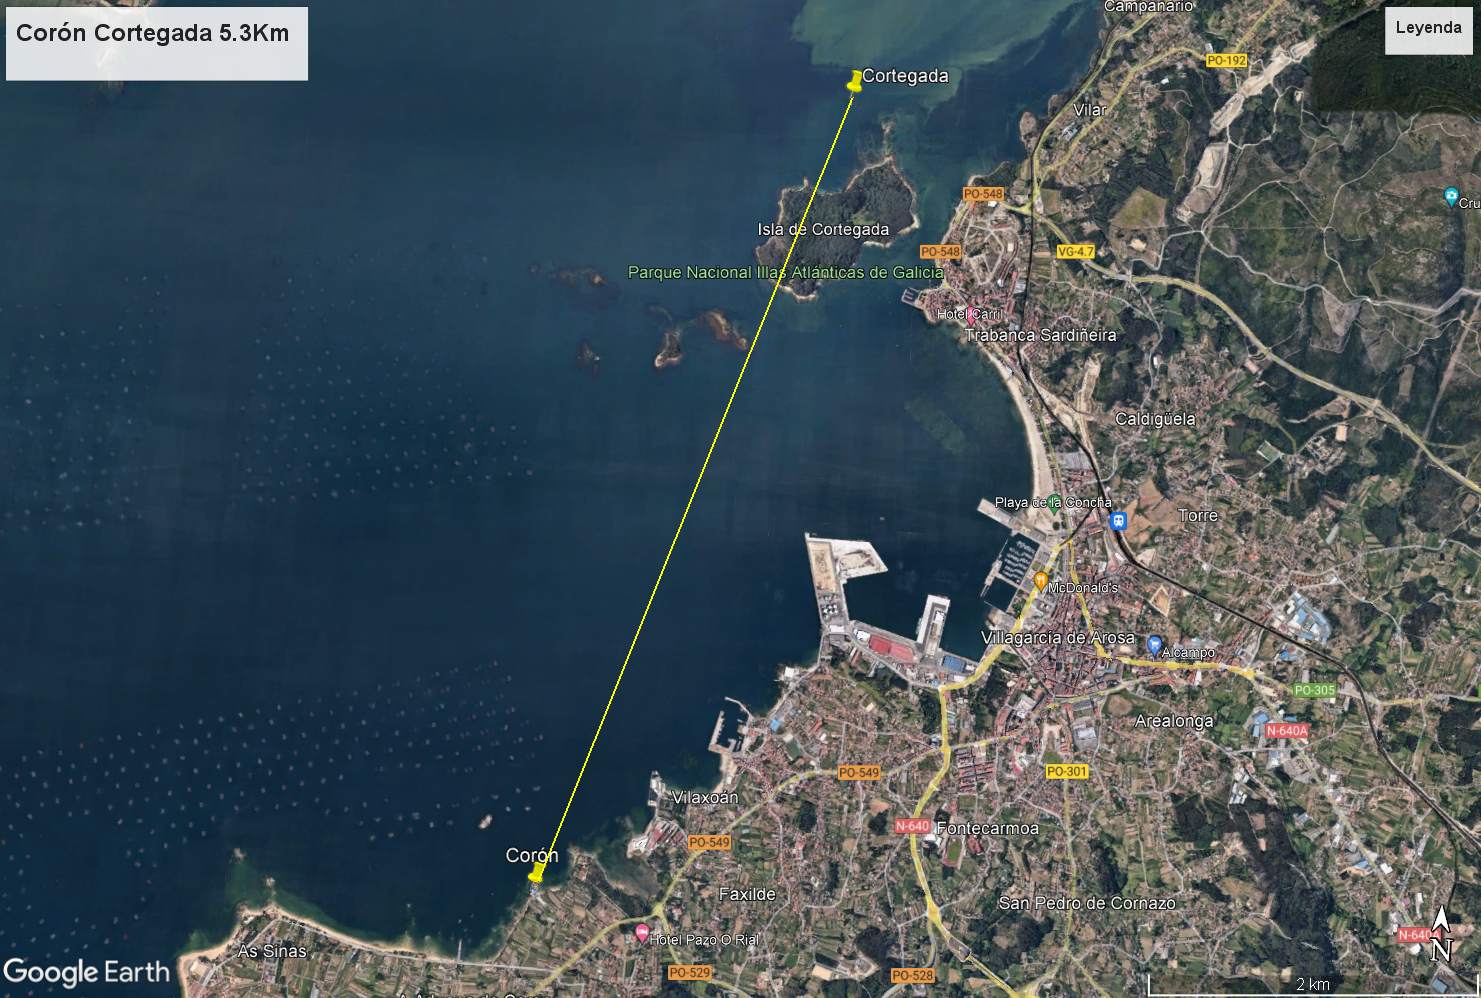 Corón Cortegada 5.3Km
Leyenda
Campanario
PO-192
Cortegada
Vilar
PO-548
Cru
Isla de Cortegada
PO-548
VG-4.7
Parque Nacional Illas Atlánticas de Galicia
Hotel Carril
Trabanca Sardiñeira
Caldigüela
Playa de la Concha
Torre
McDonald's
Villagarcía de Arosa
Alcampo
PO-305
Arealonga
N-640A
PO-549
PO-301
Vilaxoán
N-640
Fontecarmoa
PO-549
Corón
Faxilde
San Pedro de Cornazo
Hotel Pazo O Rial
N-640A
N
As Sinas
Google Earth
PO-529
PO-528
2 km